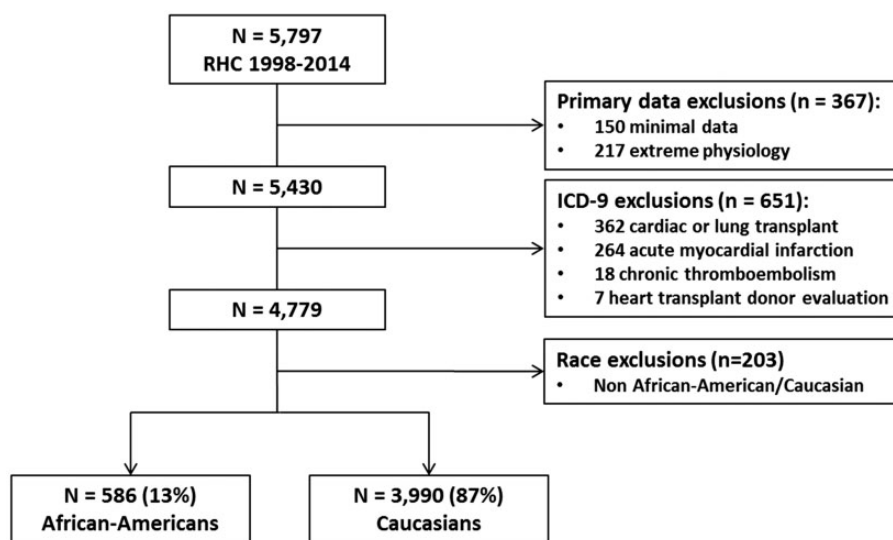 N = 5,797
RHC 1998-2014
Primary data exclusions (n = 367):
• 150 minimal data
• 217 extreme physiology
N = 5,430
ICD-9 exclusions (n = 651):
• 362 cardiac or lung transplant
• 264 acute myocardial infarction
• 18 chronic thromboembolism
• 7 heart transplant donor evaluation
N = 4,779
Race exclusions (n=203)
• Non African-American/Caucasian
N = 586 (13%)
African-Americans
N = 3,990 (87%)
Caucasians